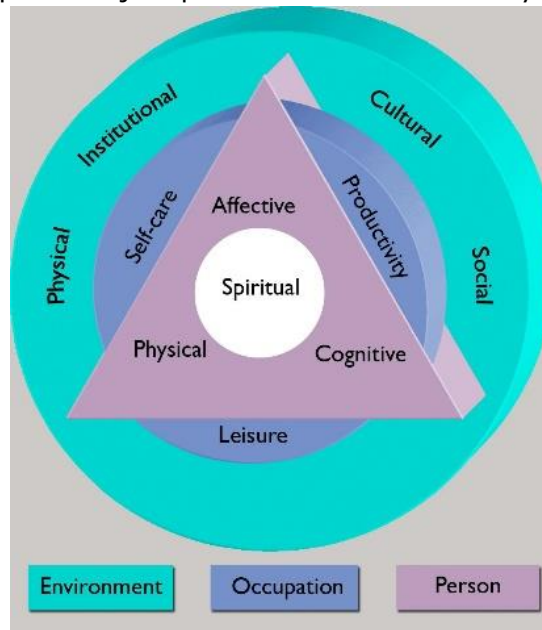 Institutional
Cultural
Physical
Social
Self-care
Productivity
Affective
Spiritual
Physical
Cognitive
Leisure
Environment
Occupation
Person